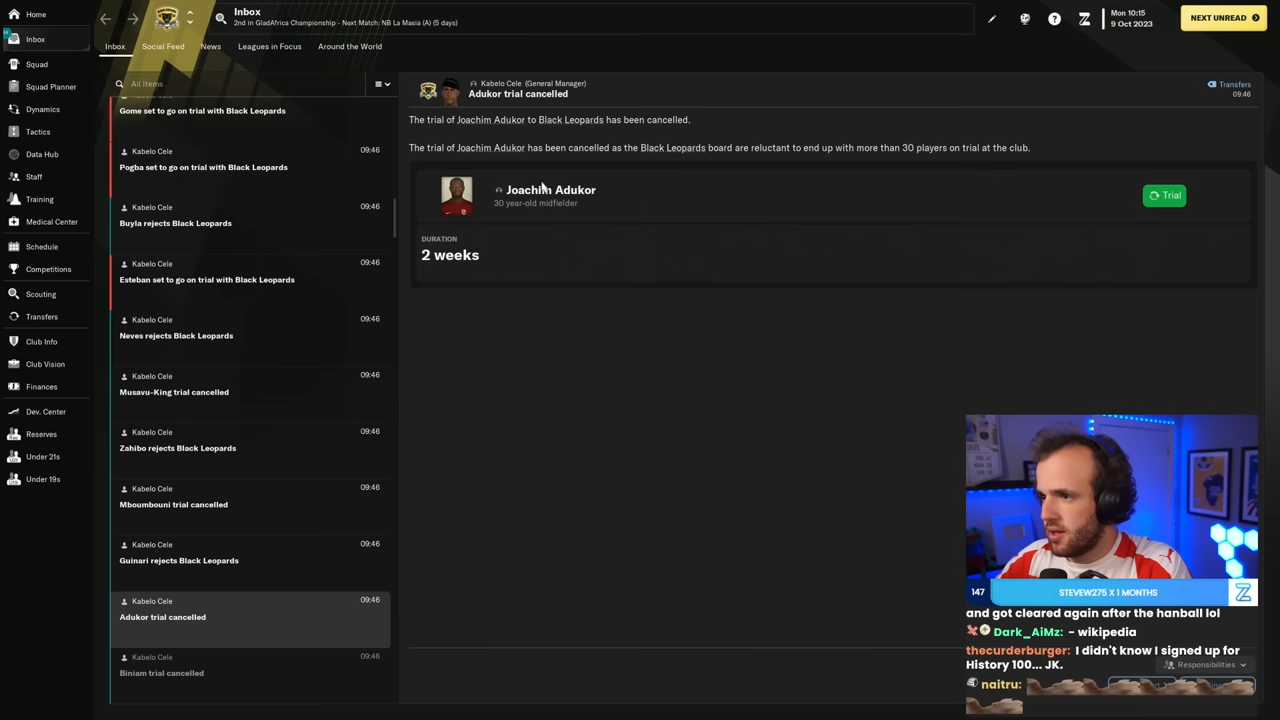 Home
Inbox
Squad
Squad Planner
Dynamics
Tactics
Data Hub
Staff
Training
Medical Center
Schedule
Competitions
Scouting
Transfers
Club Info
Club Vision
Finances
Dev. Center
Reserves
Under 21s
Under 19s
Inbox
2nd in GladAfrica Championship - Next Match: NB La Masia (A) (5 days)
Mon 10:15
9 Oct 2023
NEXT UNREAD
Inbox
Social Feed
News
Leagues in Focus
Around the World
All Items
Gome set to go on trial with Black Leopards
Kabelo Cele 09:46
Pogba set to go on trial with Black Leopards
Kabelo Cele 09:46
Buyla rejects Black Leopards
Kabelo Cele 09:46
Esteban set to go on trial with Black Leopards
Kabelo Cele 09:46
Neves rejects Black Leopards
Kabelo Cele 09:46
Musavu-King trial cancelled
Kabelo Cele 09:46
Zahibo rejects Black Leopards
Kabelo Cele 09:46
Mboumbouni trial cancelled
Kabelo Cele 09:46
Guinari rejects Black Leopards
Kabelo Cele 09:46
Adukor trial cancelled
Kabelo Cele 09:46
Biniam trial cancelled
Kabelo Cele (General Manager)
Adukor trial cancelled
Transfers
09:46
The trial of Joachim Adukor to Black Leopards has been cancelled.
The trial of Joachim Adukor has been cancelled as the Black Leopards board are reluctant to end up with more than 30 players on trial at the club.
Joachim Adukor
30 year-old midfielder
Trial
DURATION
2 weeks
147
STEVEW275 X 1 MONTHS
Z
and got cleared again after the hanball lol
Dark_AiMz: - wikipedia
thecurderburger: I didn't know I signed up for
History 100... JK.
Responsibilities
naitru: